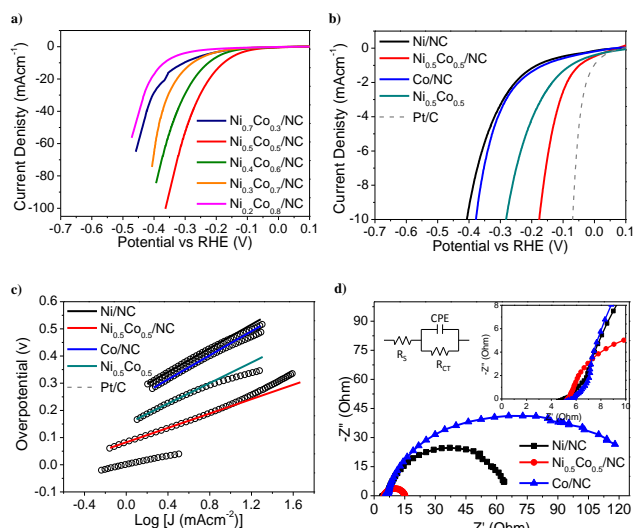 a)
Current Denisty (mAcm⁻²)
0
-20
-40
-60
-80
-100
Ni₀.₇Co₀.₃/NC
Ni₀.₅Co₀.₅/NC
Ni₀.₄Co₀.₆/NC
Ni₀.₃Co₀.₇/NC
Ni₀.₂Co₀.₈/NC
-0.7 -0.6 -0.5 -0.4 -0.3 -0.2 -0.1 0.0 0.1
Potential vs RHE (V)
b)
Current Denisty (mAcm⁻²)
0
-2
-4
-6
-8
-10
Ni/NC
Ni₀.₅Co₀.₅/NC
Co/NC
Ni₀.₅Co₀.₅
Pt/C
-0.7 -0.6 -0.5 -0.4 -0.3 -0.2 -0.1 0.0 0.1
Potential vs RHE (V)
c)
Overpotential (v)
0.6
0.5
0.4
0.3
0.2
0.1
0.0
-0.1
Ni/NC
Ni₀.₅Co₀.₅/NC
Co/NC
Ni₀.₅Co₀.₅
Pt/C
-0.8 -0.4 0.0 0.4 0.8 1.2 1.6 2.0
Log [J (mAcm⁻²)]
d)
-Z'' (Ohm)
-90
-75
-60
-45
-30
-15
0
CPE
R_S
R_CT
-Z'' (Ohm)
8
6
4
2
0
0 2 4 6 8 10
Z' (Ohm)
Ni/NC
Ni₀.₅Co₀.₅/NC
Co/NC
0 15 30 45 60 75 90 105 120
Z' (Ohm)